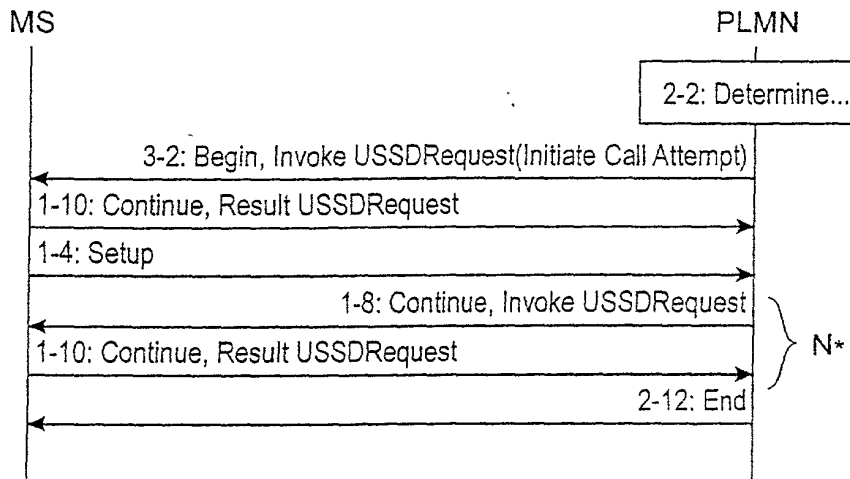 MS
PLMN
2-2: Determine...
3-2: Begin, Invoke USSDRequest(Initiate Call Attempt)
1-10: Continue, Result USSDRequest
1-4: Setup
1-8: Continue, Invoke USSDRequest
1-10: Continue, Result USSDRequest
N*
2-12: End